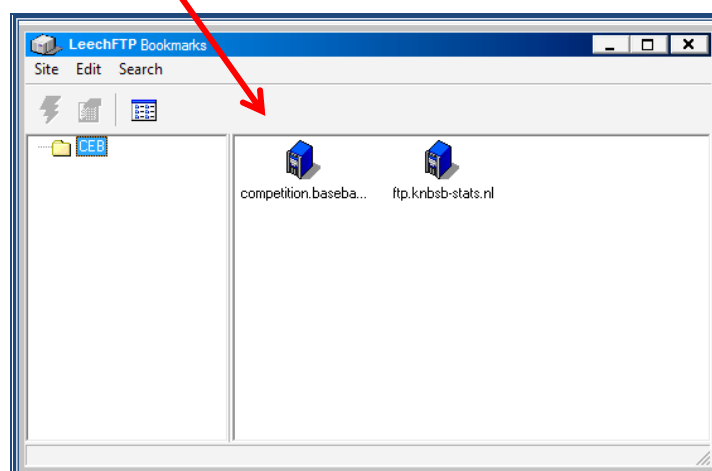 LeechFTP Bookmarks
Site Edit Search
CEB
competition.baseba... ftp.knbsb-stats.nl